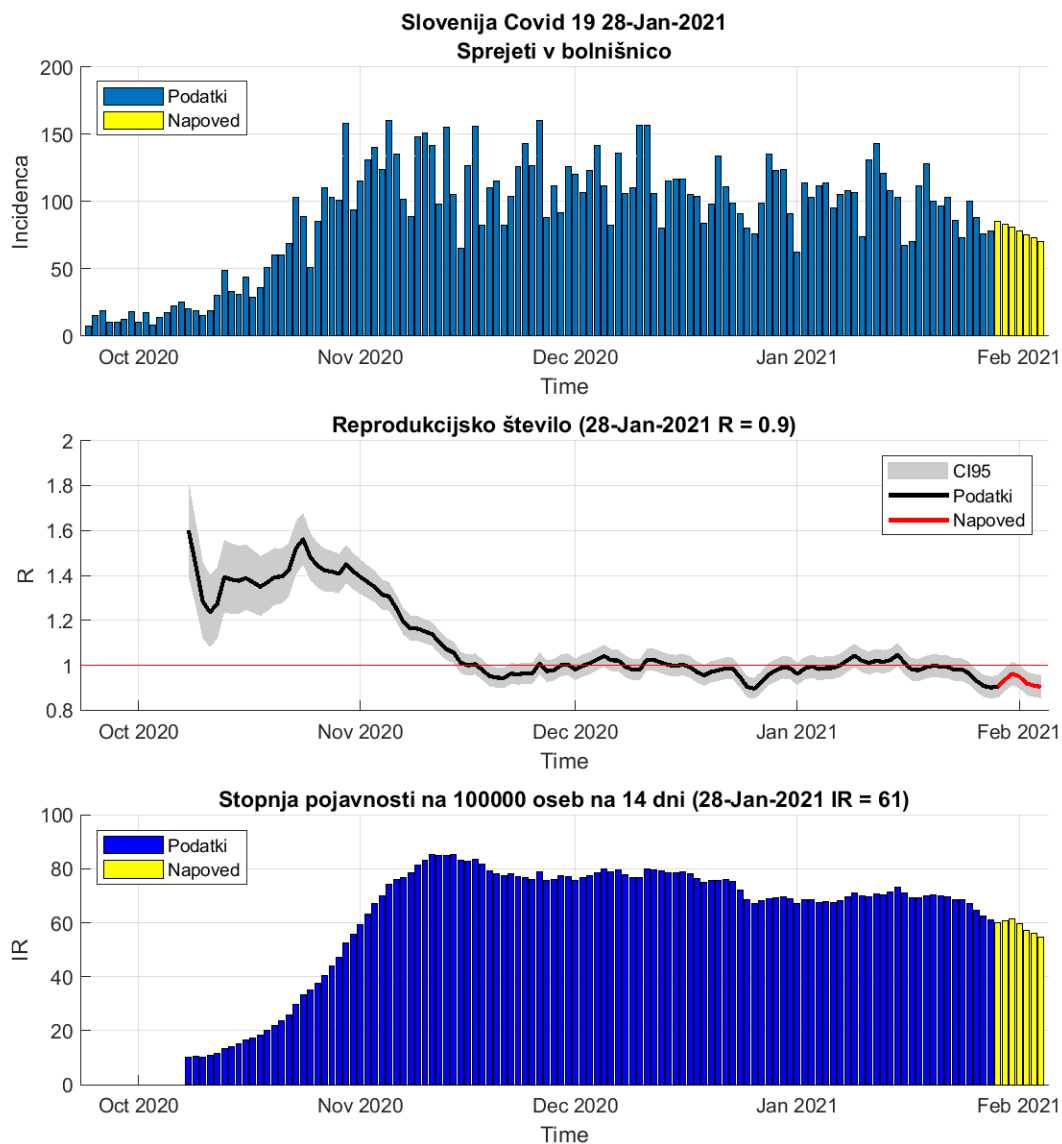 Slovenija Covid 19 28-Jan-2021
Sprejeti v bolnišnico
200
150
100
50
0
Incidenca
Podatki
Napoved
Oct 2020
Nov 2020
Dec 2020
Jan 2021
Feb 2021
Time
Reprodukcijsko število (28-Jan-2021 R = 0.9)
2
1.8
1.6
1.4
1.2
1
0.8
R
CI95
Podatki
Napoved
Oct 2020
Nov 2020
Dec 2020
Jan 2021
Feb 2021
Time
Stopnja pojavnosti na 100000 oseb na 14 dni (28-Jan-2021 IR = 61)
100
80
60
40
20
0
IR
Podatki
Napoved
Oct 2020
Nov 2020
Dec 2020
Jan 2021
Feb 2021
Time